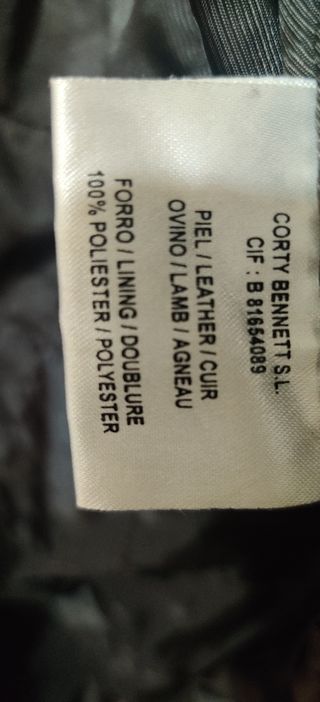 CORTY BENNETT S.L.
CIF : B 81654089
PIEL / LEATHER / CUIR
OVINO / LAMB / AGNEAU
FORRO / LINING / DOUBLURE
100% POLIESTER / POLYESTER